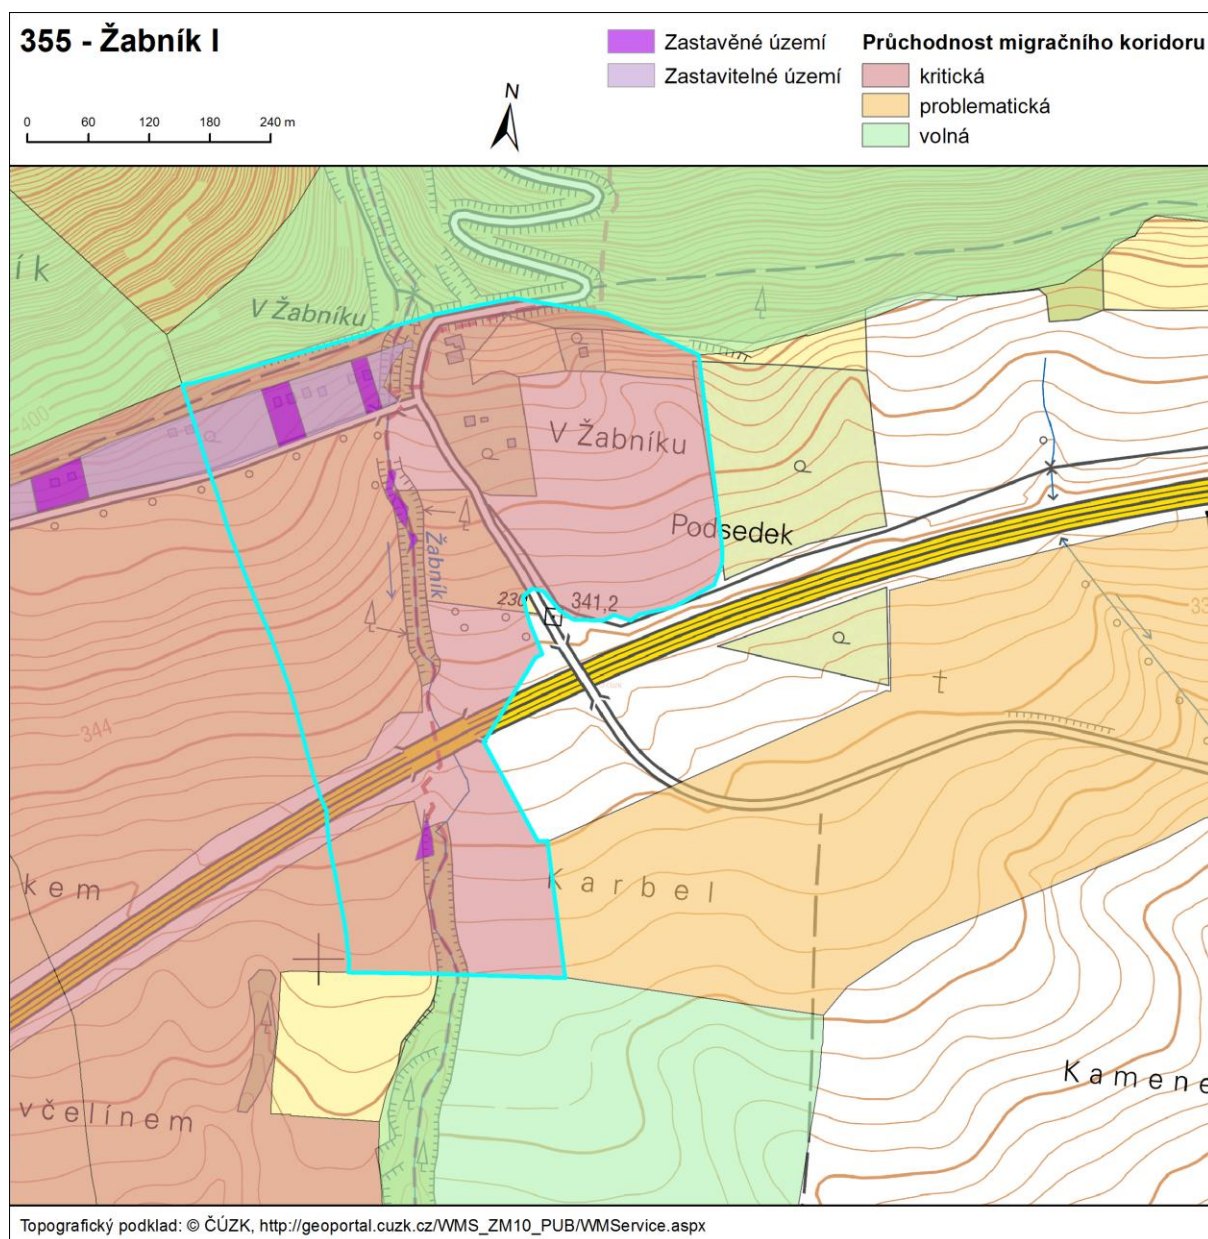 355 - Žabník I
Zastavěné území
Zastavitelné území
Průchodnost migračního koridoru
kritická
problematická
volná
0 60 120 180 240 m
N
ík
V Žabníku
400
V Žabníku
Podsedek
Žabník
230
341,2
344
33
kem
Karbel
Kamene
včelínem
Topografický podklad: © ČÚZK, http://geoportal.cuzk.cz/WMS_ZM10_PUB/WMService.aspx